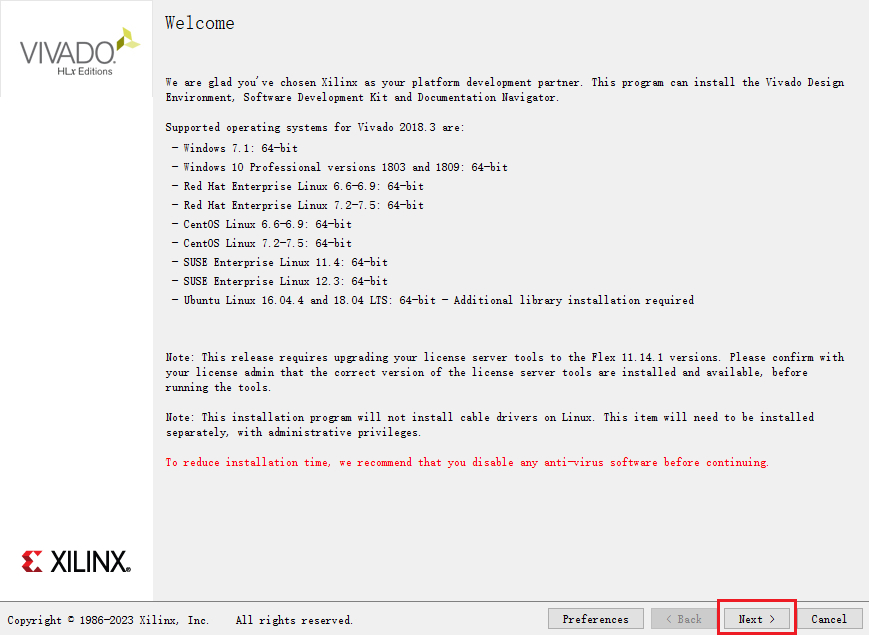 VIVADO.
HLx Editions
Welcome
We are glad you've chosen Xilinx as your platform development partner. This program can install the Vivado Design
Environment, Software Development Kit and Documentation Navigator.
Supported operating systems for Vivado 2018.3 are:
- Windows 7.1: 64-bit
- Windows 10 Professional versions 1803 and 1809: 64-bit
- Red Hat Enterprise Linux 6.6-6.9: 64-bit
- Red Hat Enterprise Linux 7.2-7.5: 64-bit
- CentOS Linux 6.6-6.9: 64-bit
- CentOS Linux 7.2-7.5: 64-bit
- SUSE Enterprise Linux 11.4: 64-bit
- SUSE Enterprise Linux 12.3: 64-bit
- Ubuntu Linux 16.04.4 and 18.04 LTS: 64-bit - Additional library installation required
Note: This release requires upgrading your license server tools to the Flex 11.14.1 versions. Please confirm with
your license admin that the correct version of the license server tools are installed and available, before
running the tools.
Note: This installation program will not install cable drivers on Linux. This item will need to be installed
separately, with administrative privileges.
To reduce installation time, we recommend that you disable any anti-virus software before continuing.
XILINX®
Copyright © 1986-2023 Xilinx, Inc. All rights reserved.
Preferences < Back Next > Cancel